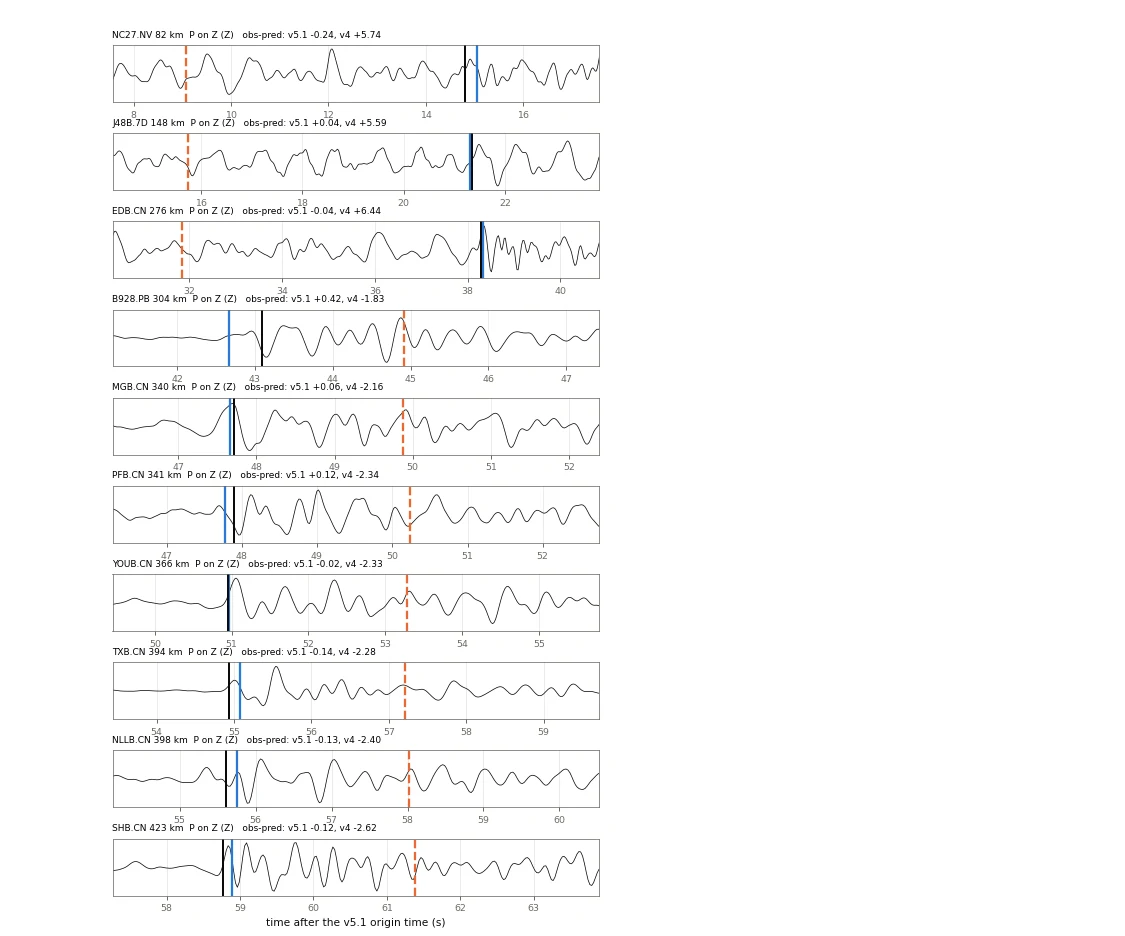 NC27.NV 82 km  P on Z (Z)   obs-pred: v5.1 -0.24, v4 +5.74
8 10 12 14 16
J48B.7D 148 km  P on Z (Z)   obs-pred: v5.1 +0.04, v4 +5.59
16 18 20 22
EDB.CN 276 km  P on Z (Z)   obs-pred: v5.1 -0.04, v4 +6.44
32 34 36 38 40
B928.PB 304 km  P on Z (Z)   obs-pred: v5.1 +0.42, v4 -1.83
42 43 44 45 46 47
MGB.CN 340 km  P on Z (Z)   obs-pred: v5.1 +0.06, v4 -2.16
47 48 49 50 51 52
PFB.CN 341 km  P on Z (Z)   obs-pred: v5.1 +0.12, v4 -2.34
47 48 49 50 51 52
YOUB.CN 366 km  P on Z (Z)   obs-pred: v5.1 -0.02, v4 -2.33
50 51 52 53 54 55
TXB.CN 394 km  P on Z (Z)   obs-pred: v5.1 -0.14, v4 -2.28
54 55 56 57 58 59
NLLB.CN 398 km  P on Z (Z)   obs-pred: v5.1 -0.13, v4 -2.40
55 56 57 58 59 60
SHB.CN 423 km  P on Z (Z)   obs-pred: v5.1 -0.12, v4 -2.62
58 59 60 61 62 63
time after the v5.1 origin time (s)